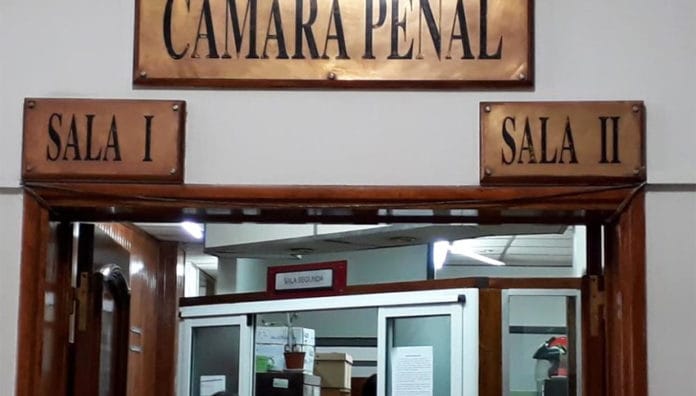 CAMARA PENAL
SALA I
SALA II
SALA SEGUNDA